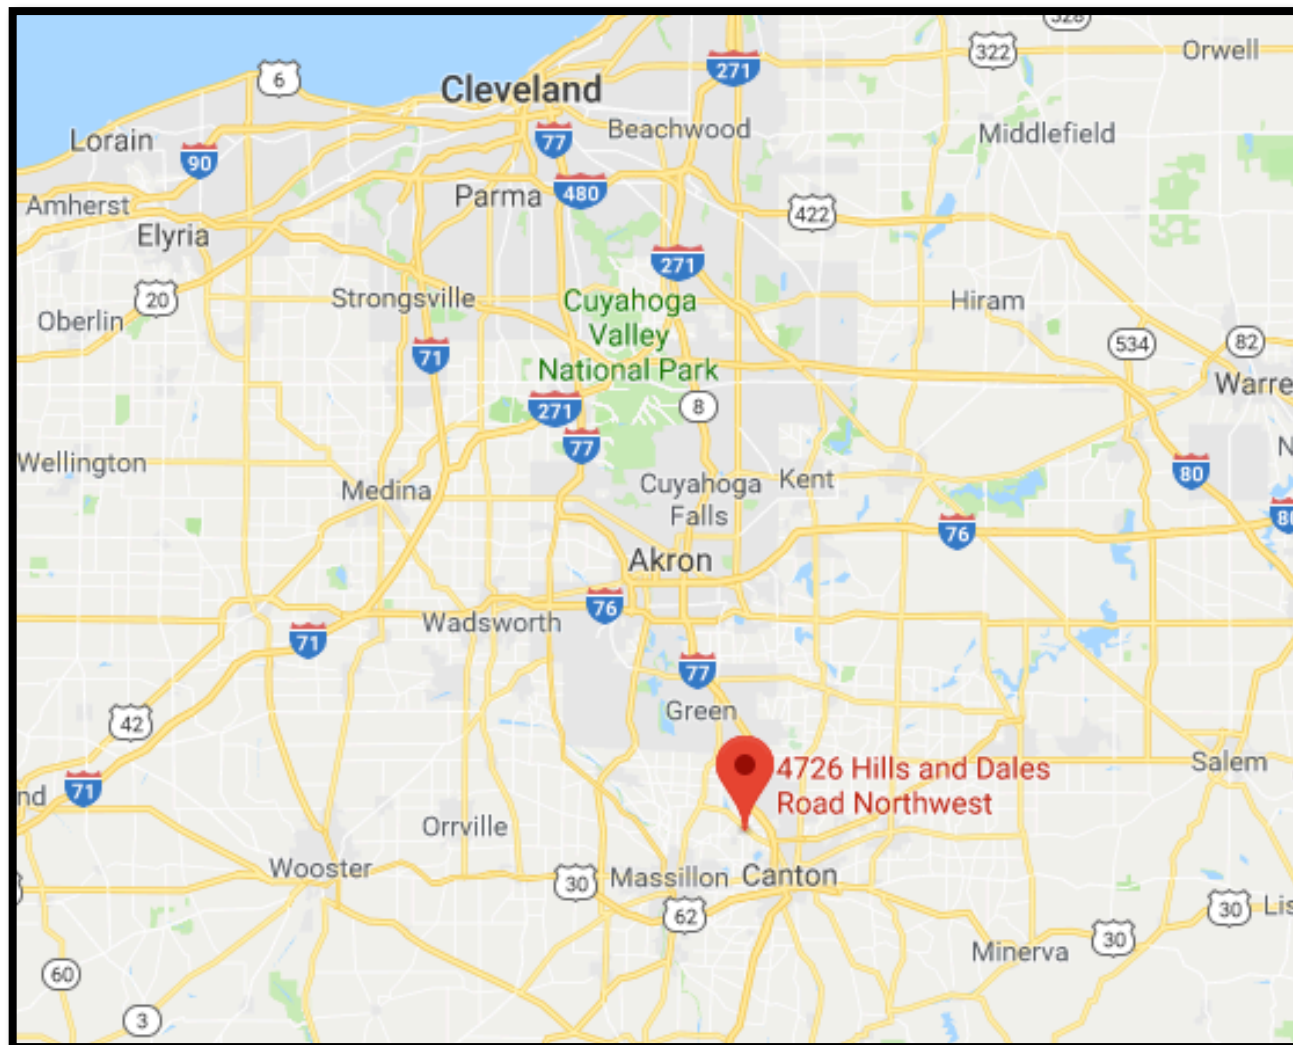 328
322
Orwell
271
6
Cleveland
77
Beachwood
Middlefield
Lorain
90
Parma
480
Amherst
422
Elyria
271
20
Strongsville
Cuyahoga
Valley
National Park
Hiram
Oberlin
534
82
71
Warre
271
8
77
Wellington
Medina
Cuyahoga
Falls
Kent
80
N
76
Akron
76
Wadsworth
71
77
Green
42
4726 Hills and Dales
Road Northwest
Salem
71
nd
Orrville
Wooster
30
Massillon
Canton
62
30
Lis
30
Minerva
60
3